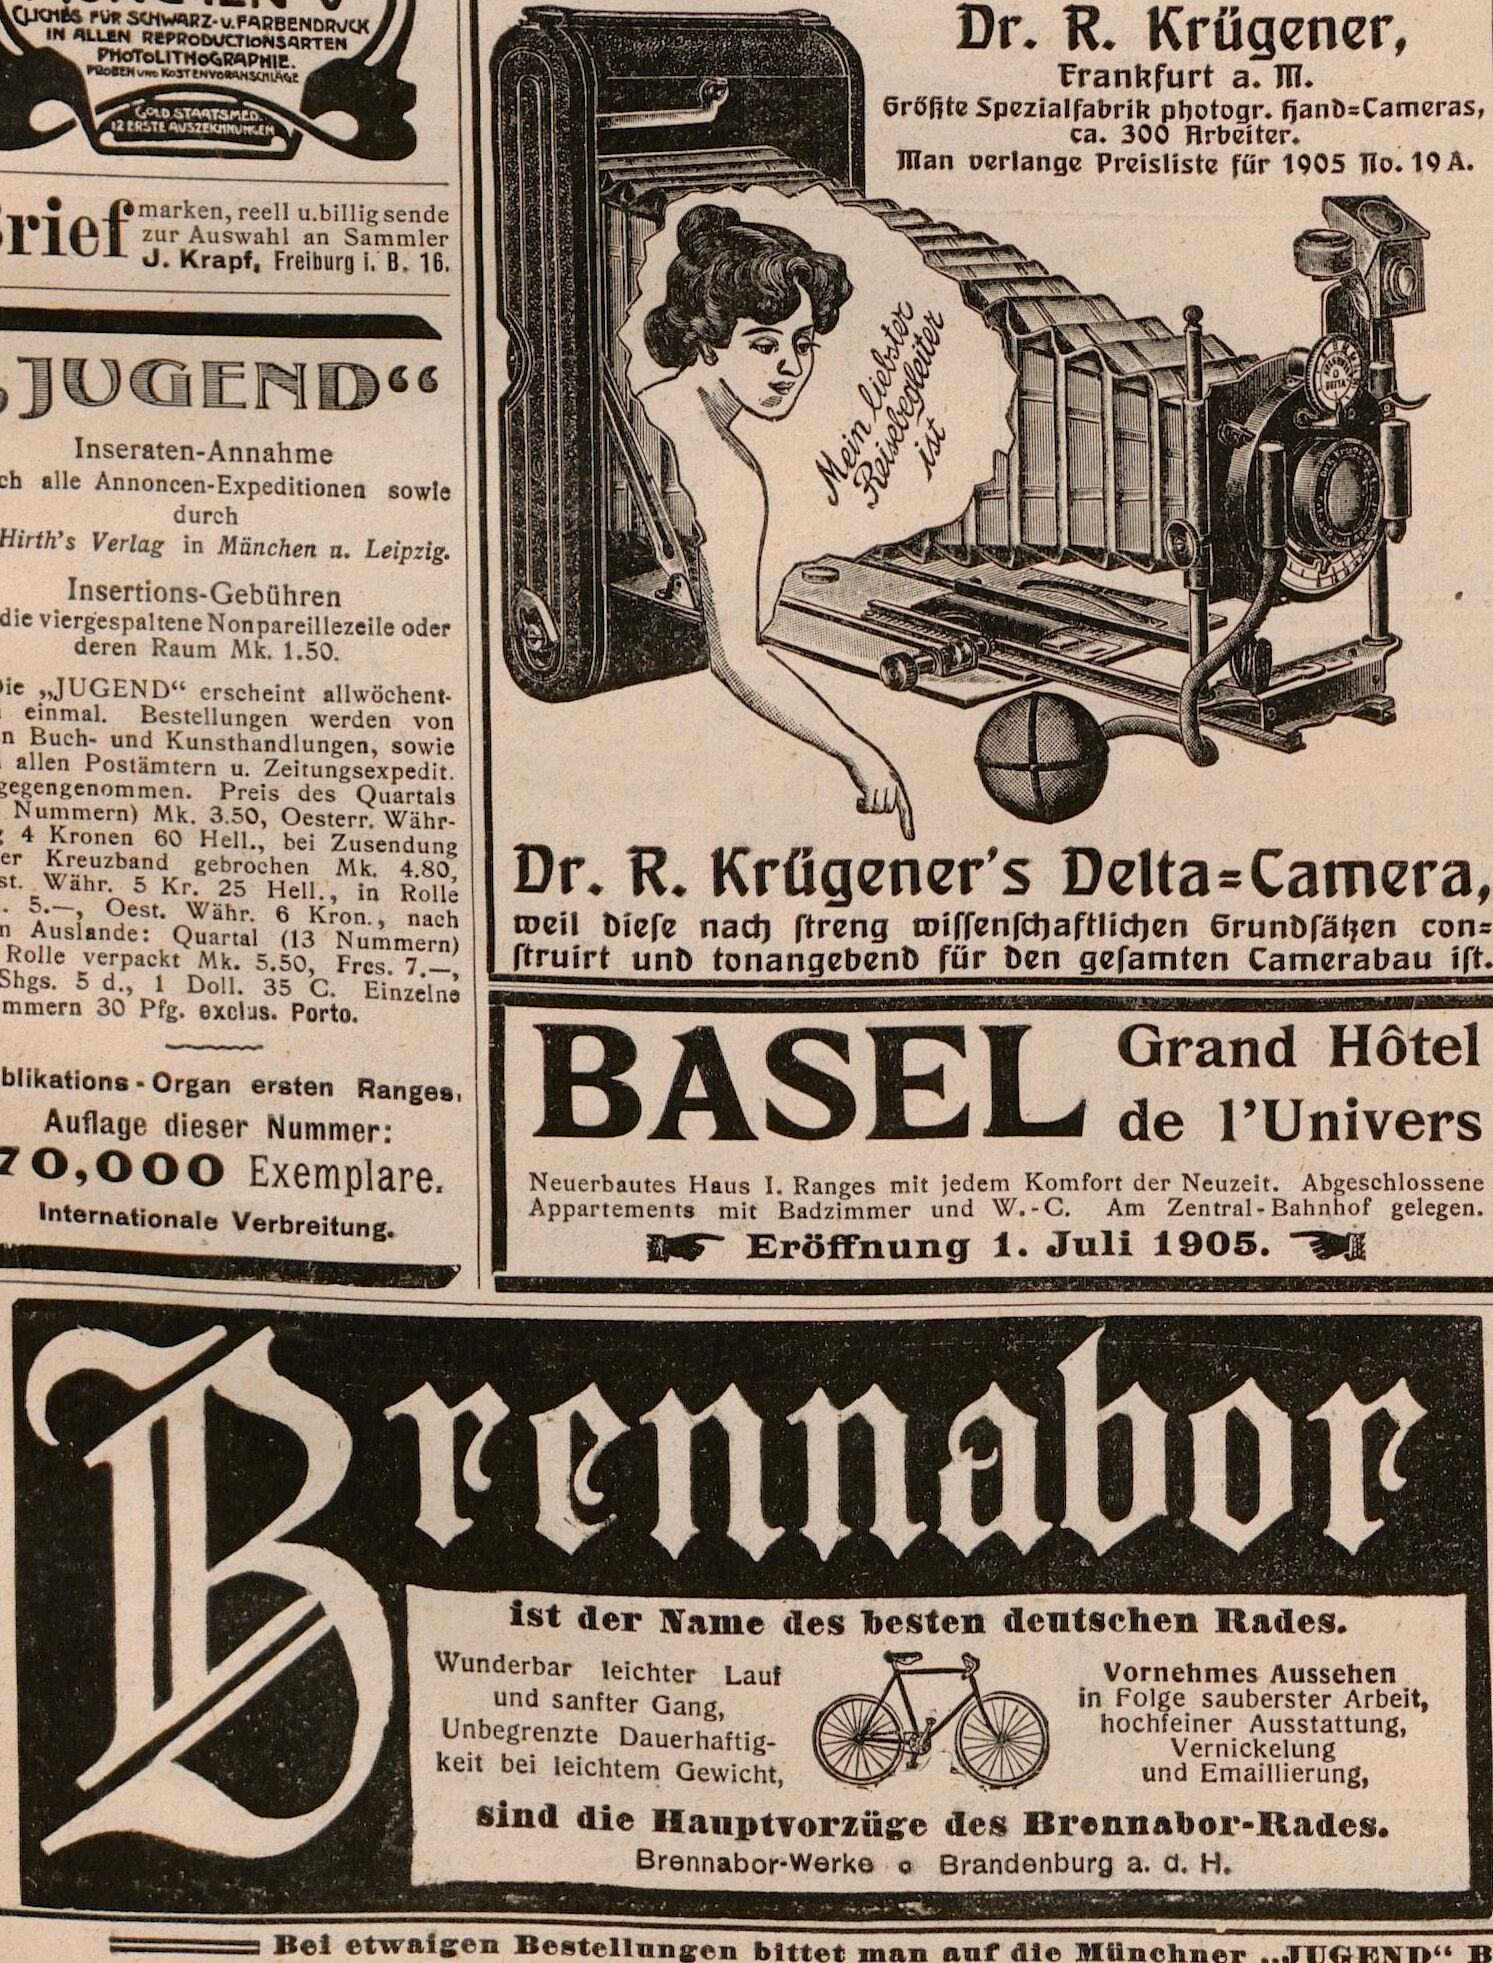 CLICHÉS FÜR SCHWARZ-U.FARBENDRUCK
IN ALLEN REPRODUCTIONSARTEN
PHOTOLITHOGRAPHIE.
PROBEN UND KOSTENVORANSCHLÄGE
GOLD.STAATSMED.
12 ERSTE AUSZEICHNUNGEN
Brief marken, reell u.billig sende
zur Auswahl an Sammler
J. Krapf, Freiburg i. B. 16.
„JUGEND“
Inseraten-Annahme
ch alle Annoncen-Expeditionen sowie
durch
Hirth's Verlag in München u. Leipzig.
Insertions-Gebühren
die viergespaltene Nonpareillezeile oder
deren Raum Mk. 1.50.
Die „JUGEND“ erscheint allwöchent-
einmal. Bestellungen werden von
n Buch- und Kunsthandlungen, sowie
allen Postämtern u. Zeitungsexpedit.
gegengenommen. Preis des Quartals
Nummern) Mk. 3.50, Oesterr. Währ-
g 4 Kronen 60 Hell., bei Zusendung
er Kreuzband gebrochen Mk. 4.80,
st. Währ. 5 Kr. 25 Hell., in Rolle
. 5.—, Oest. Währ. 6 Kron., nach
n Auslande: Quartal (13 Nummern)
Rolle verpackt Mk. 5.50, Frcs. 7.—,
Shgs. 5 d., 1 Doll. 35 C. Einzelne
mmern 30 Pfg. exclus. Porto.
blikations-Organ ersten Ranges.
Auflage dieser Nummer:
70,000 Exemplare.
Internationale Verbreitung.
Dr. R. Krügener,
Frankfurt a. M.
Größte Spezialfabrik photogr. Hand=Cameras,
ca. 300 Arbeiter.
Man verlange Preisliste für 1905 No. 19 A.
Mein liebster
Reisebegleiter
ist
DELTA
Dr. R. Krügener's Delta=Camera,
weil diese nach streng wissenschaftlichen Grundsätzen con=
struirt und tonangebend für den gesamten Camerabau ist.
BASEL Grand Hôtel
de l'Univers
Neuerbautes Haus I. Ranges mit jedem Komfort der Neuzeit. Abgeschlossene
Appartements mit Badzimmer und W.-C. Am Zentral-Bahnhof gelegen.
Eröffnung 1. Juli 1905.
Brennabor
ist der Name des besten deutschen Rades.
Wunderbar leichter Lauf
und sanfter Gang,
Unbegrenzte Dauerhaftig-
keit bei leichtem Gewicht,
Vornehmes Aussehen
in Folge sauberster Arbeit,
hochfeiner Ausstattung,
Vernickelung
und Emaillierung,
sind die Hauptvorzüge des Brennabor-Rades.
Brennabor-Werke o Brandenburg a. d. H.
Bei etwaigen Bestellungen bittet man auf die Münchner „JUGEND“ B